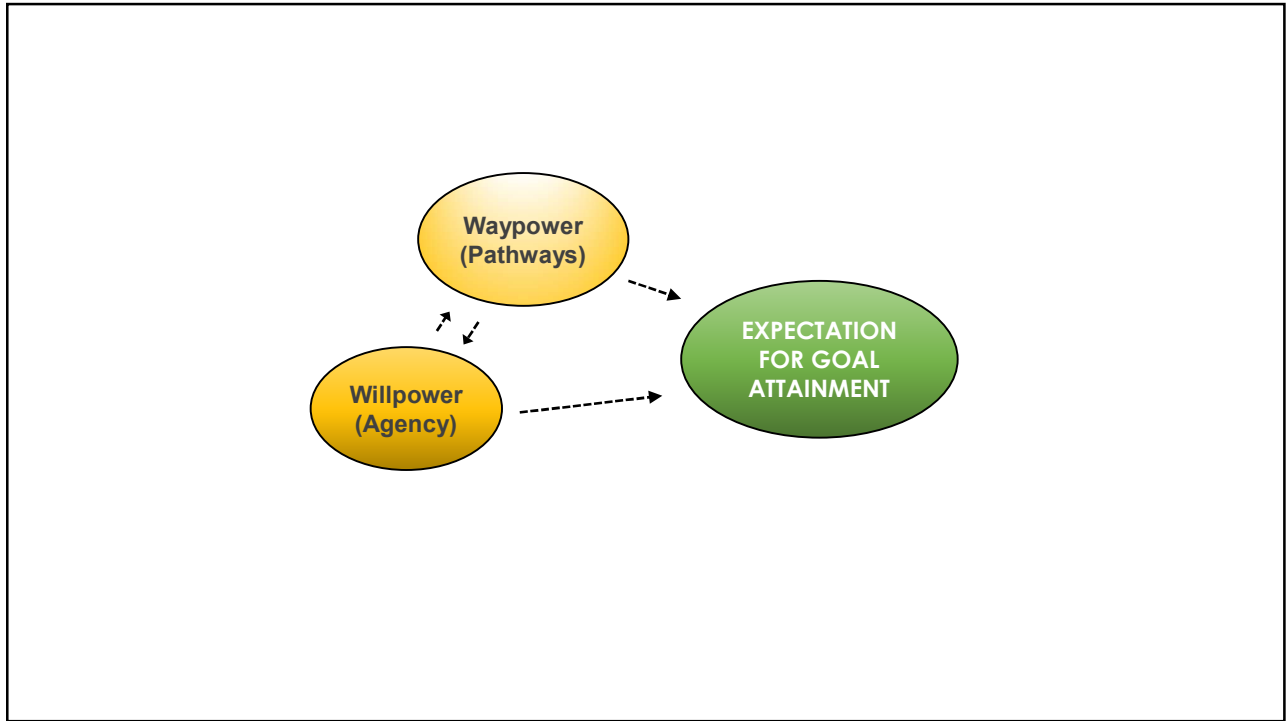 Waypower
(Pathways)
EXPECTATION
FOR GOAL
ATTAINMENT
Willpower
(Agency)